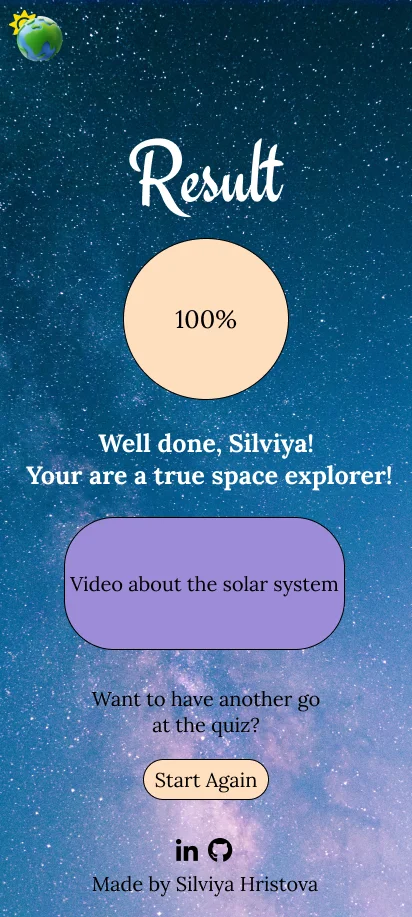 Result
100%
Well done, Silviya!
Your are a true space explorer!
Video about the solar system
Want to have another go
at the quiz?
Start Again
in
Made by Silviya Hristova